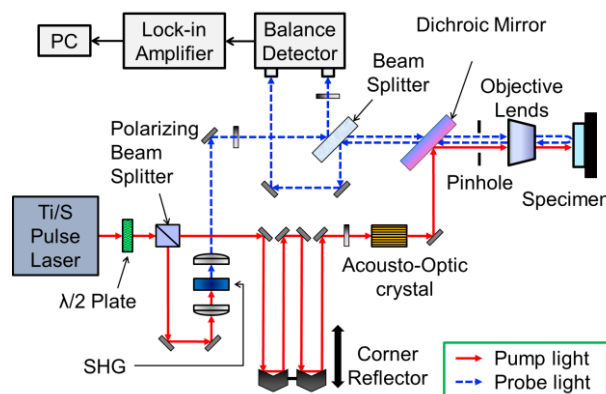 PC
Lock-in
Amplifier
Balance
Detector
Dichroic Mirror
Beam
Splitter
Objective
Lends
Polarizing
Beam
Splitter
Pinhole
Specimen
Ti/S
Pulse
Laser
λ/2 Plate
Acousto-Optic
crystal
SHG
Corner
Reflector
Pump light
Probe light